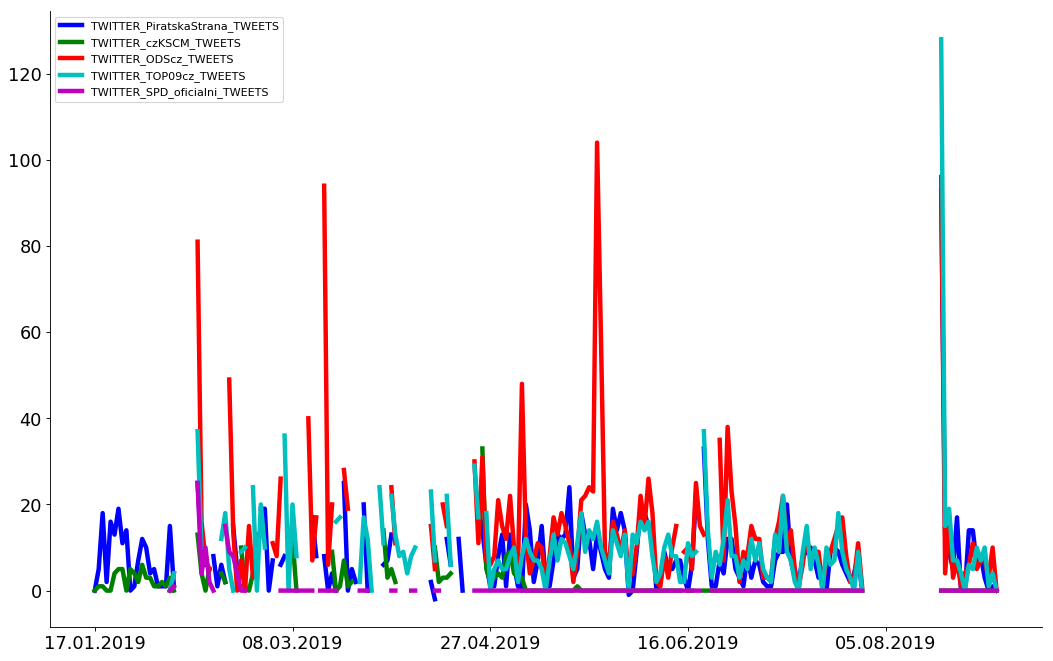 TWITTER_PiratskaStrana_TWEETS
TWITTER_czKSCM_TWEETS
TWITTER_ODScz_TWEETS
TWITTER_TOP09cz_TWEETS
TWITTER_SPD_oficialni_TWEETS
120
100
80
60
40
20
0
17.01.2019 08.03.2019 27.04.2019 16.06.2019 05.08.2019